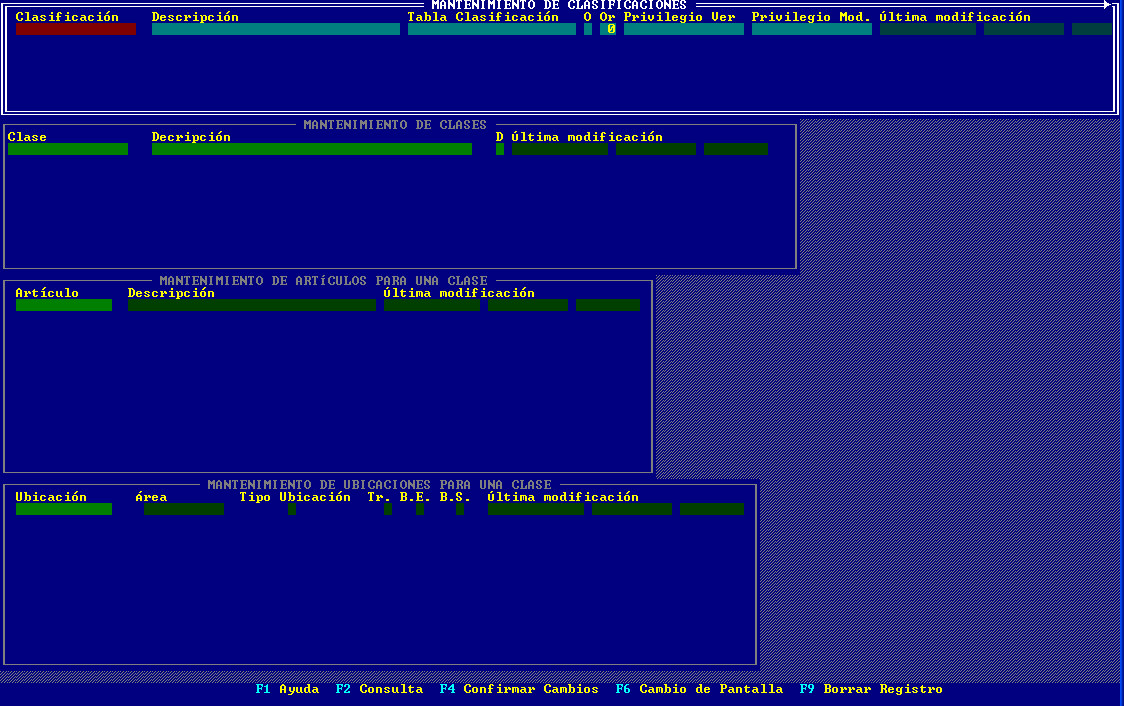 MANTENIMIENTO DE CLASIFICACIONES
Clasificación Descripción Tabla Clasificación O Or Privilegio Ver Privilegio Mod. Última modificación
0
MANTENIMIENTO DE CLASES
Clase Decripción D Última modificación
MANTENIMIENTO DE ARTíCULOS PARA UNA CLASE
Artículo Descripción Última modificación
MANTENIMIENTO DE UBICACIONES PARA UNA CLASE
Ubicación Área Tipo Ubicación Tr. B.E. B.S. Última modificación
F1 Ayuda F2 Consulta F4 Confirmar Cambios F6 Cambio de Pantalla F9 Borrar Registro